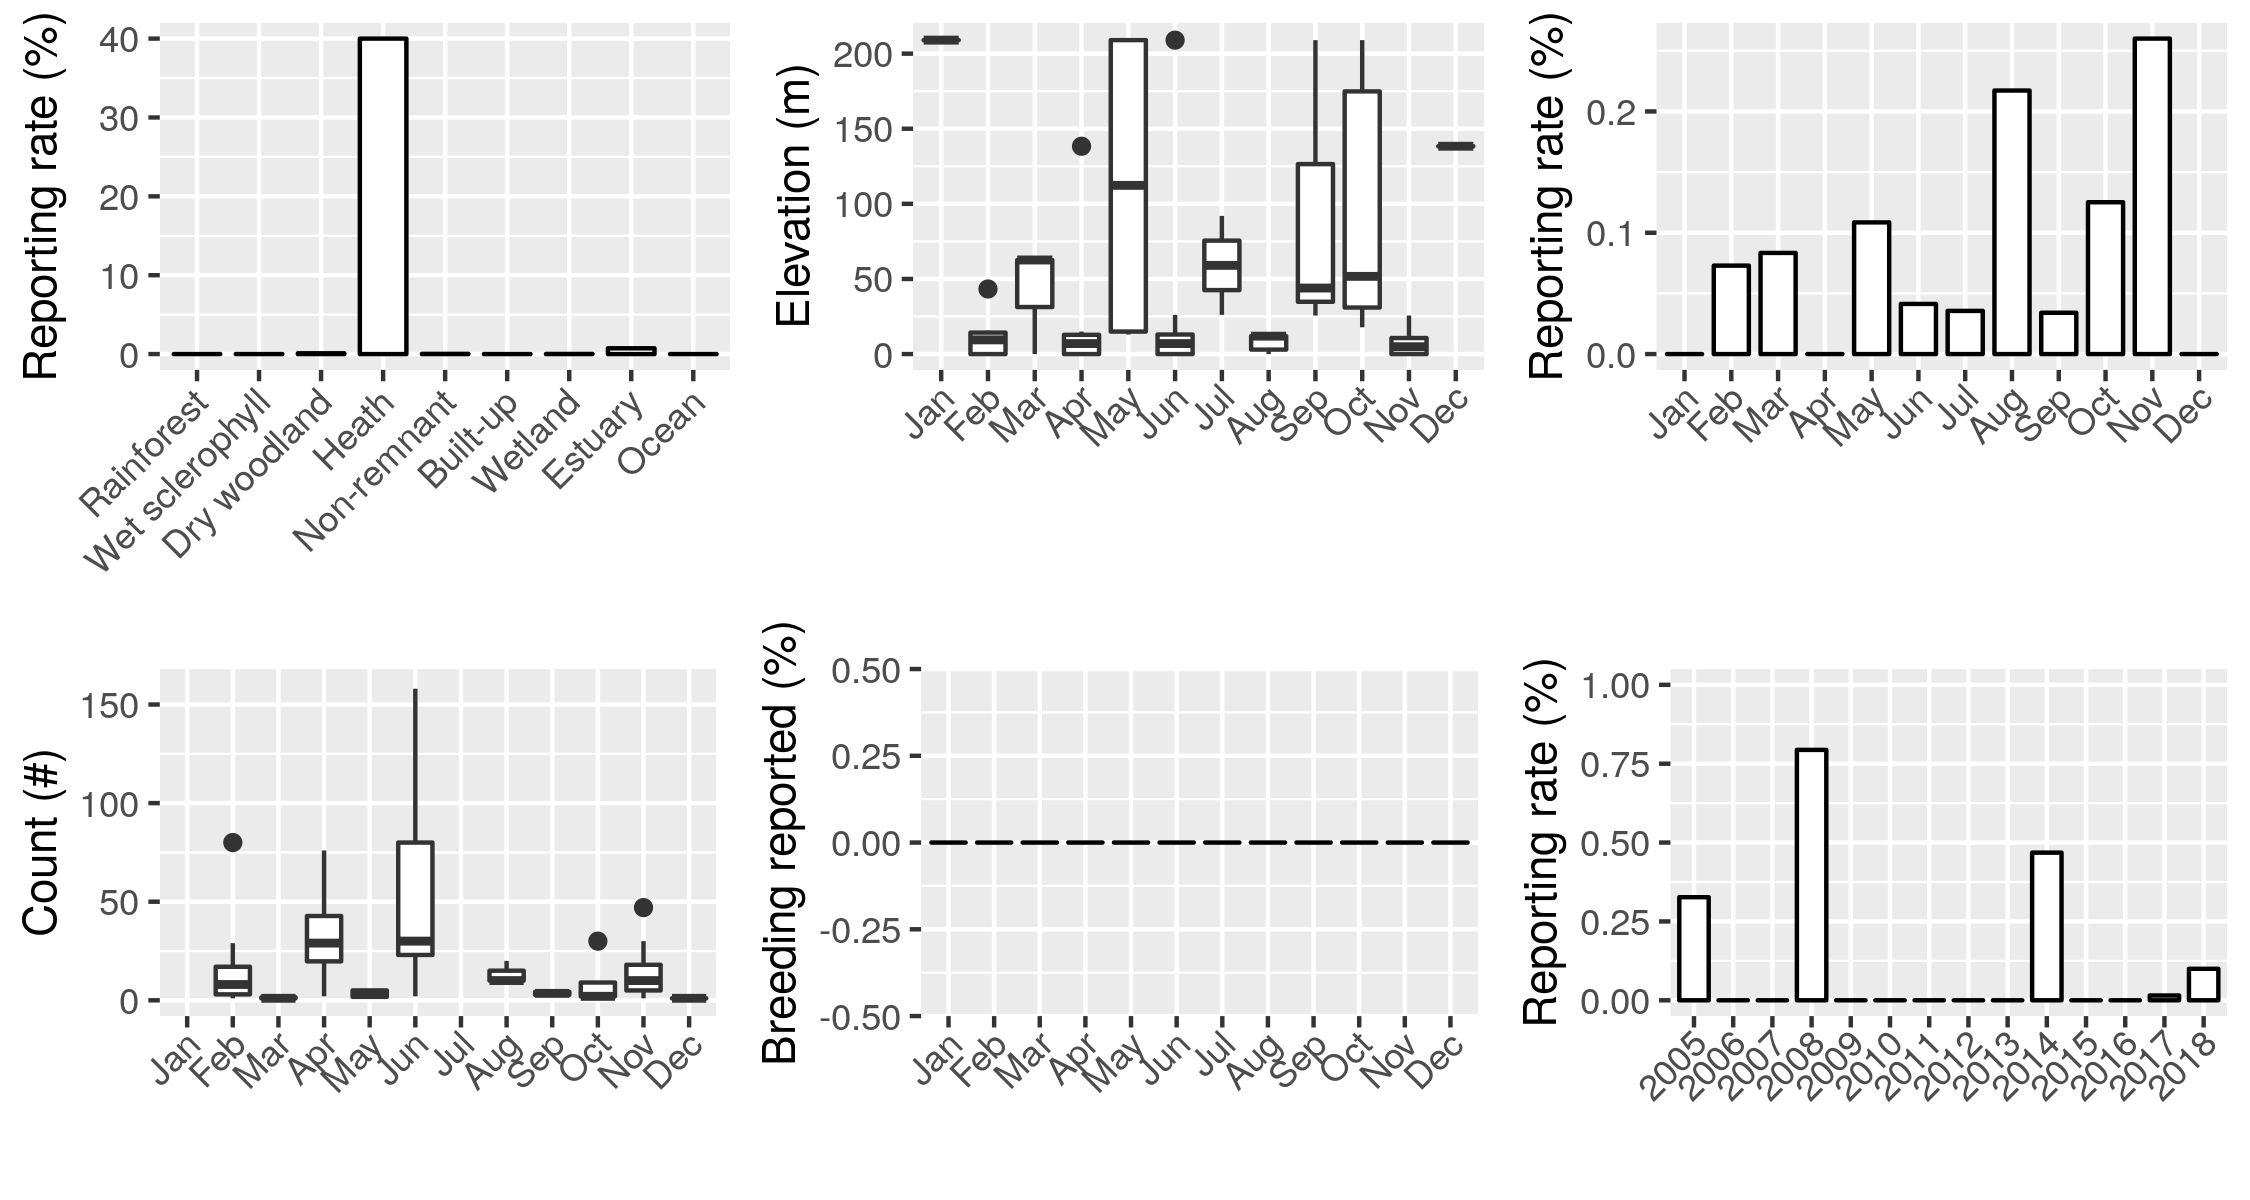 Reporting rate (%)
40
30
20
10
0
Rainforest
Wet sclerophyll
Dry woodland
Heath
Non-remnant
Built-up
Wetland
Estuary
Ocean
Elevation (m)
200
150
100
50
0
Jan
Feb
Mar
Apr
May
Jun
Jul
Aug
Sep
Oct
Nov
Dec
Reporting rate (%)
0.2
0.1
0.0
Jan
Feb
Mar
Apr
May
Jun
Jul
Aug
Sep
Oct
Nov
Dec
Count (#)
150
100
50
0
Jan
Feb
Mar
Apr
May
Jun
Jul
Aug
Sep
Oct
Nov
Dec
Breeding reported (%)
0.50
0.25
0.00
-0.25
-0.50
Jan
Feb
Mar
Apr
May
Jun
Jul
Aug
Sep
Oct
Nov
Dec
Reporting rate (%)
1.00
0.75
0.50
0.25
0.00
2005
2006
2007
2008
2009
2010
2011
2012
2013
2014
2015
2016
2017
2018